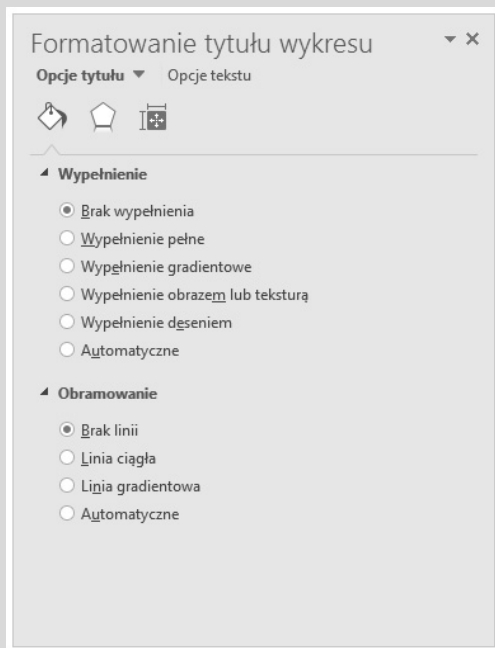 Formatowanie tytułu wykresu
Opcje tytułu Opcje tekstu
Wypełnienie
Brak wypełnienia
Wypełnienie pełne
Wypełnienie gradientowe
Wypełnienie obrazem lub teksturą
Wypełnienie deseniem
Automatyczne
Obramowanie
Brak linii
Linia ciągła
Linia gradientowa
Automatyczne